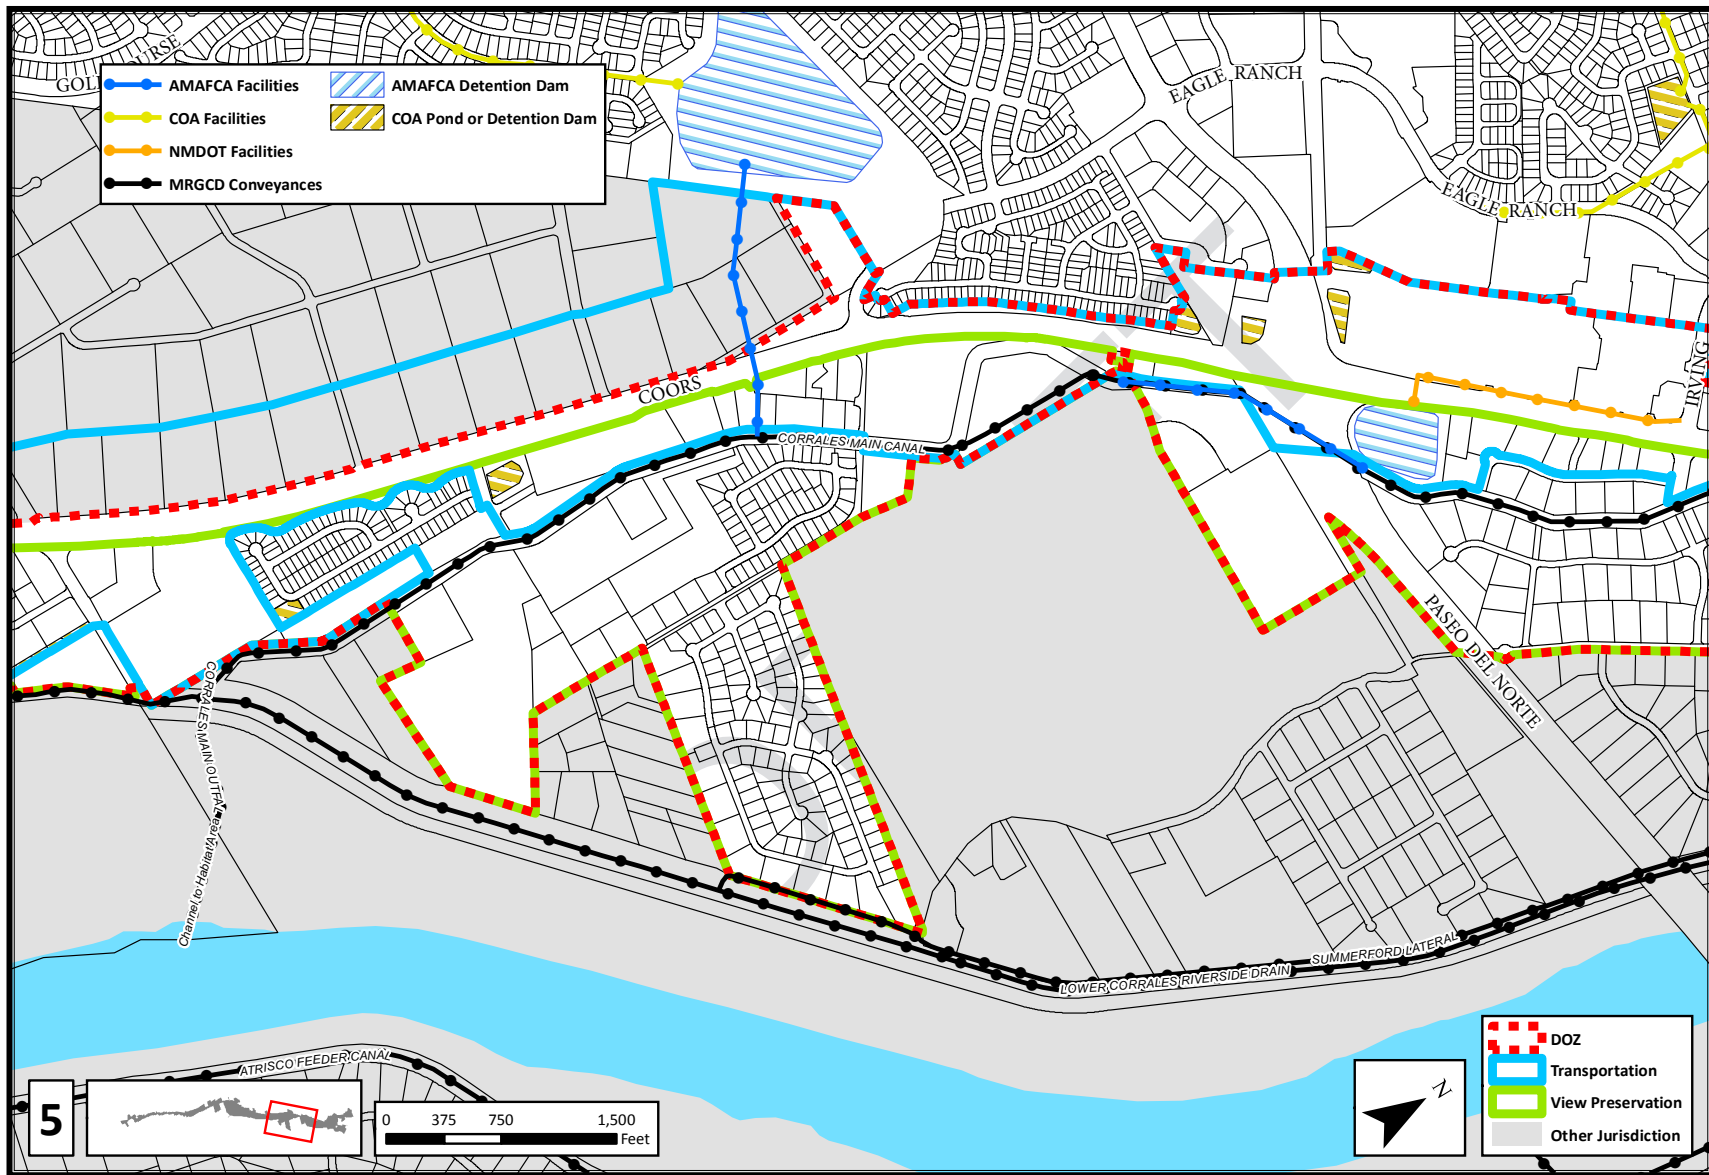 GOL
OURSE
AMAFCA Facilities
AMAFCA Detention Dam
COA Facilities
COA Pond or Detention Dam
NMDOT Facilities
MRGCD Conveyances
EAGLE RANCH
EAGLE RANCH
IRVING
COORS
CORRALES MAIN CANAL
PASEO DEL NORTE
CORRALES MAIN OUTFAL
Channel to Habitat Area
SUMMERFORD LATERAL
LOWER CORRALES RIVERSIDE DRAIN
ATRISCO FEEDER CANAL
5
0 375 750 1,500
Feet
N
DOZ
Transportation
View Preservation
Other Jurisdiction